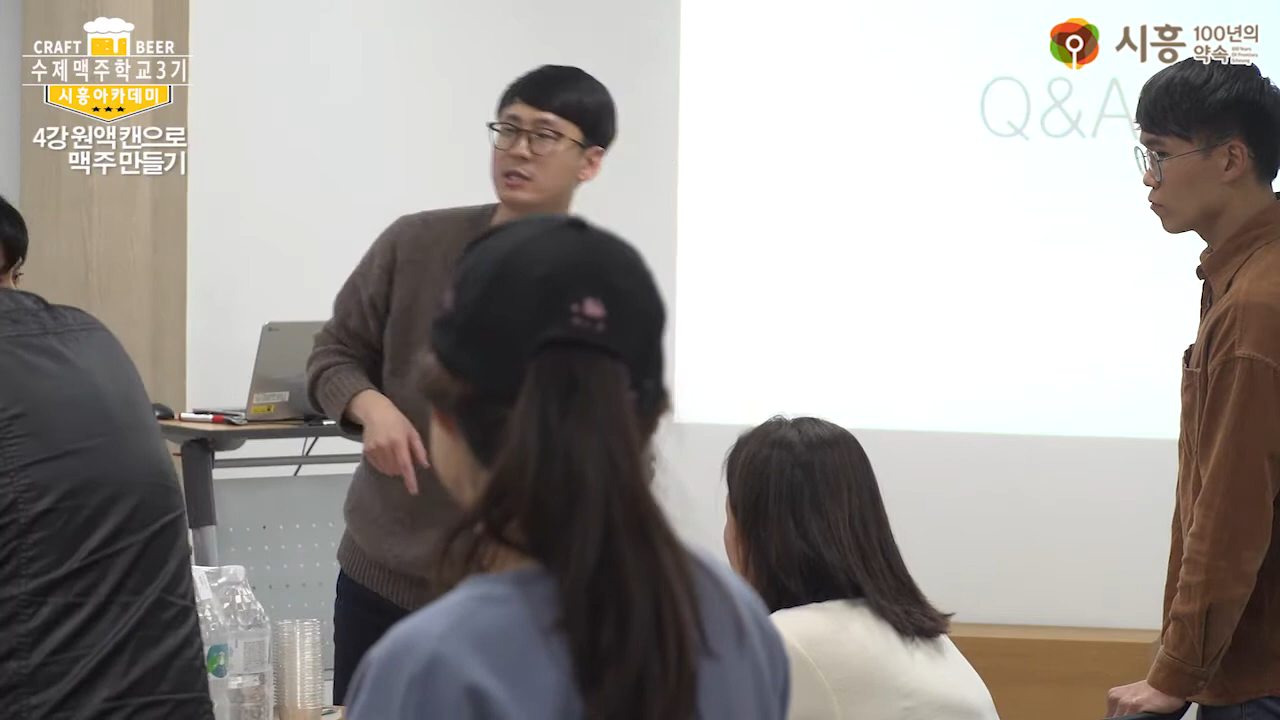 CRAFT BEER
수제맥주학교3기
시흥아카데미
4강 원액 캔으로
맥주 만들기
시흥 100년의
약속
Q&A